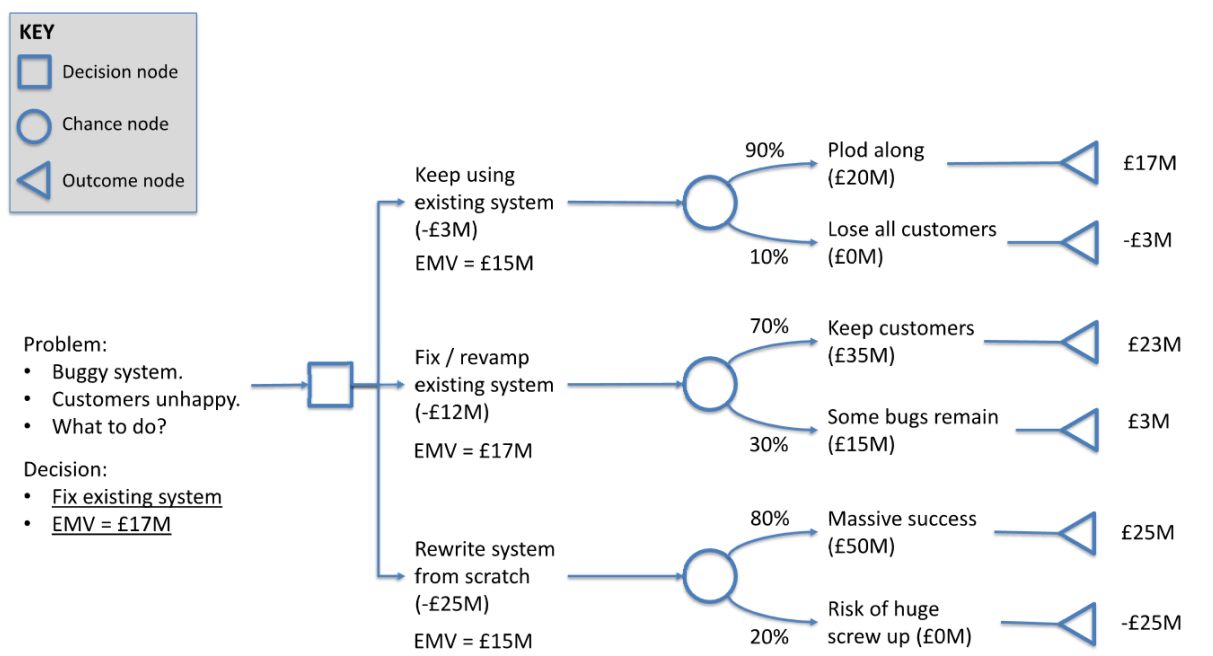 KEY
Decision node
Chance node
Outcome node
Problem:
• Buggy system.
• Customers unhappy.
• What to do?
Decision:
• Fix existing system
• EMV = £17M
Keep using
existing system
(-£3M)
EMV = £15M
90%
Plod along
(£20M)
£17M
10%
Lose all customers
(£0M)
-£3M
Fix / revamp
existing system
(-£12M)
EMV = £17M
70%
Keep customers
(£35M)
£23M
30%
Some bugs remain
(£15M)
£3M
Rewrite system
from scratch
(-£25M)
EMV = £15M
80%
Massive success
(£50M)
£25M
20%
Risk of huge
screw up (£0M)
-£25M